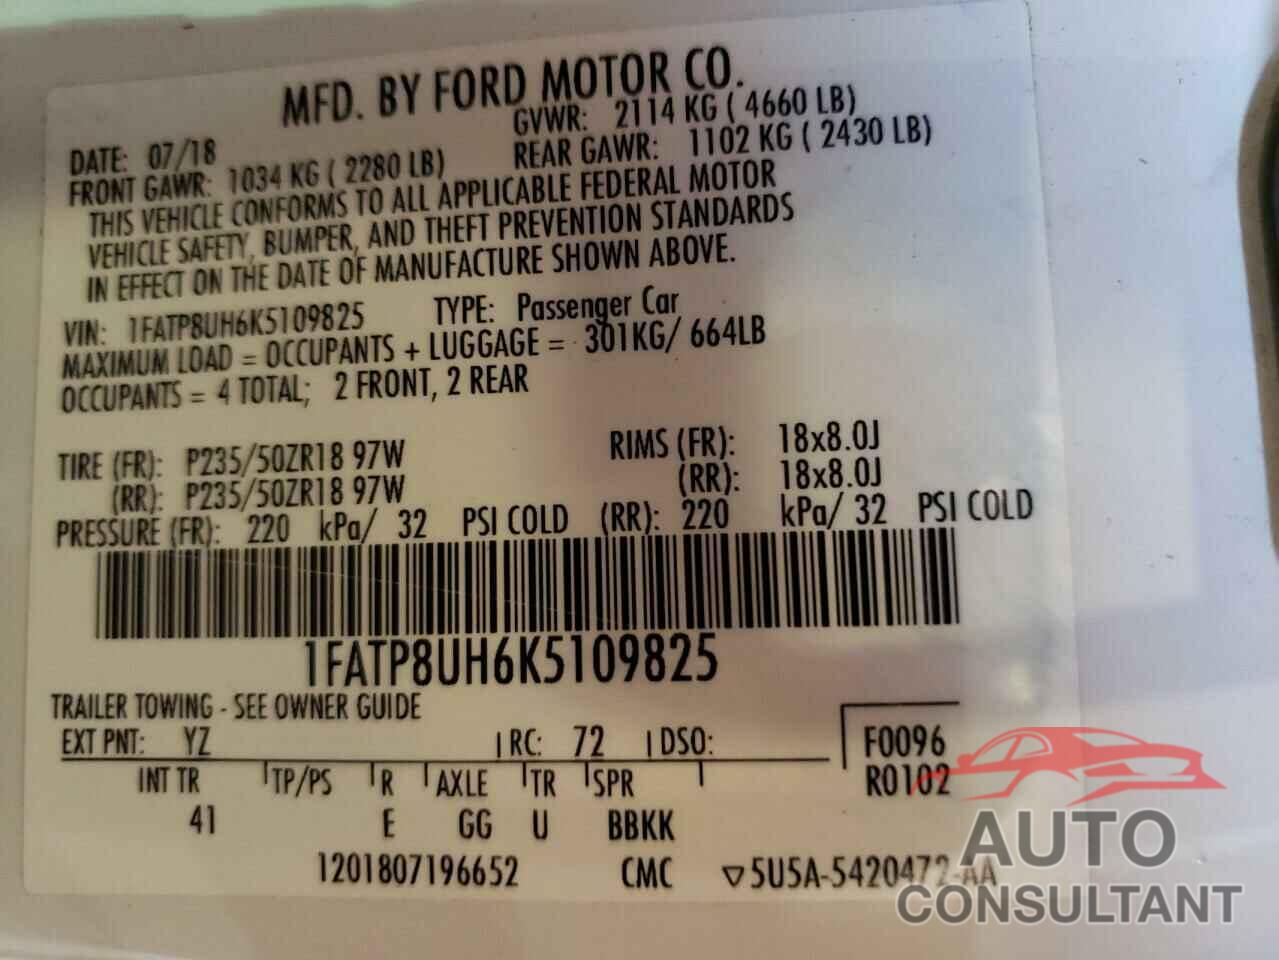 MFD. BY FORD MOTOR CO.
DATE: 07/18 GVWR: 2114 KG ( 4660 LB)
FRONT GAWR: 1034 KG ( 2280 LB) REAR GAWR: 1102 KG ( 2430 LB)
THIS VEHICLE CONFORMS TO ALL APPLICABLE FEDERAL MOTOR
VEHICLE SAFETY, BUMPER, AND THEFT PREVENTION STANDARDS
IN EFFECT ON THE DATE OF MANUFACTURE SHOWN ABOVE.
VIN: 1FATP8UH6K5109825 TYPE: Passenger Car
MAXIMUM LOAD = OCCUPANTS + LUGGAGE = 301KG/ 664LB
OCCUPANTS = 4 TOTAL; 2 FRONT, 2 REAR
TIRE (FR): P235/50ZR18 97W RIMS (FR): 18x8.0J
(RR): P235/50ZR18 97W (RR): 18x8.0J
PRESSURE (FR): 220 kPa/ 32 PSI COLD (RR): 220 kPa/ 32 PSI COLD
1FATP8UH6K5109825
TRAILER TOWING - SEE OWNER GUIDE
EXT PNT: YZ RC: 72 DSO: F0096
INT TR TP/PS R AXLE TR SPR R0102
41 E GG U BBKK
1201807196652 CMC ▽5U5A-5420472-AA
AUTO
CONSULTANT